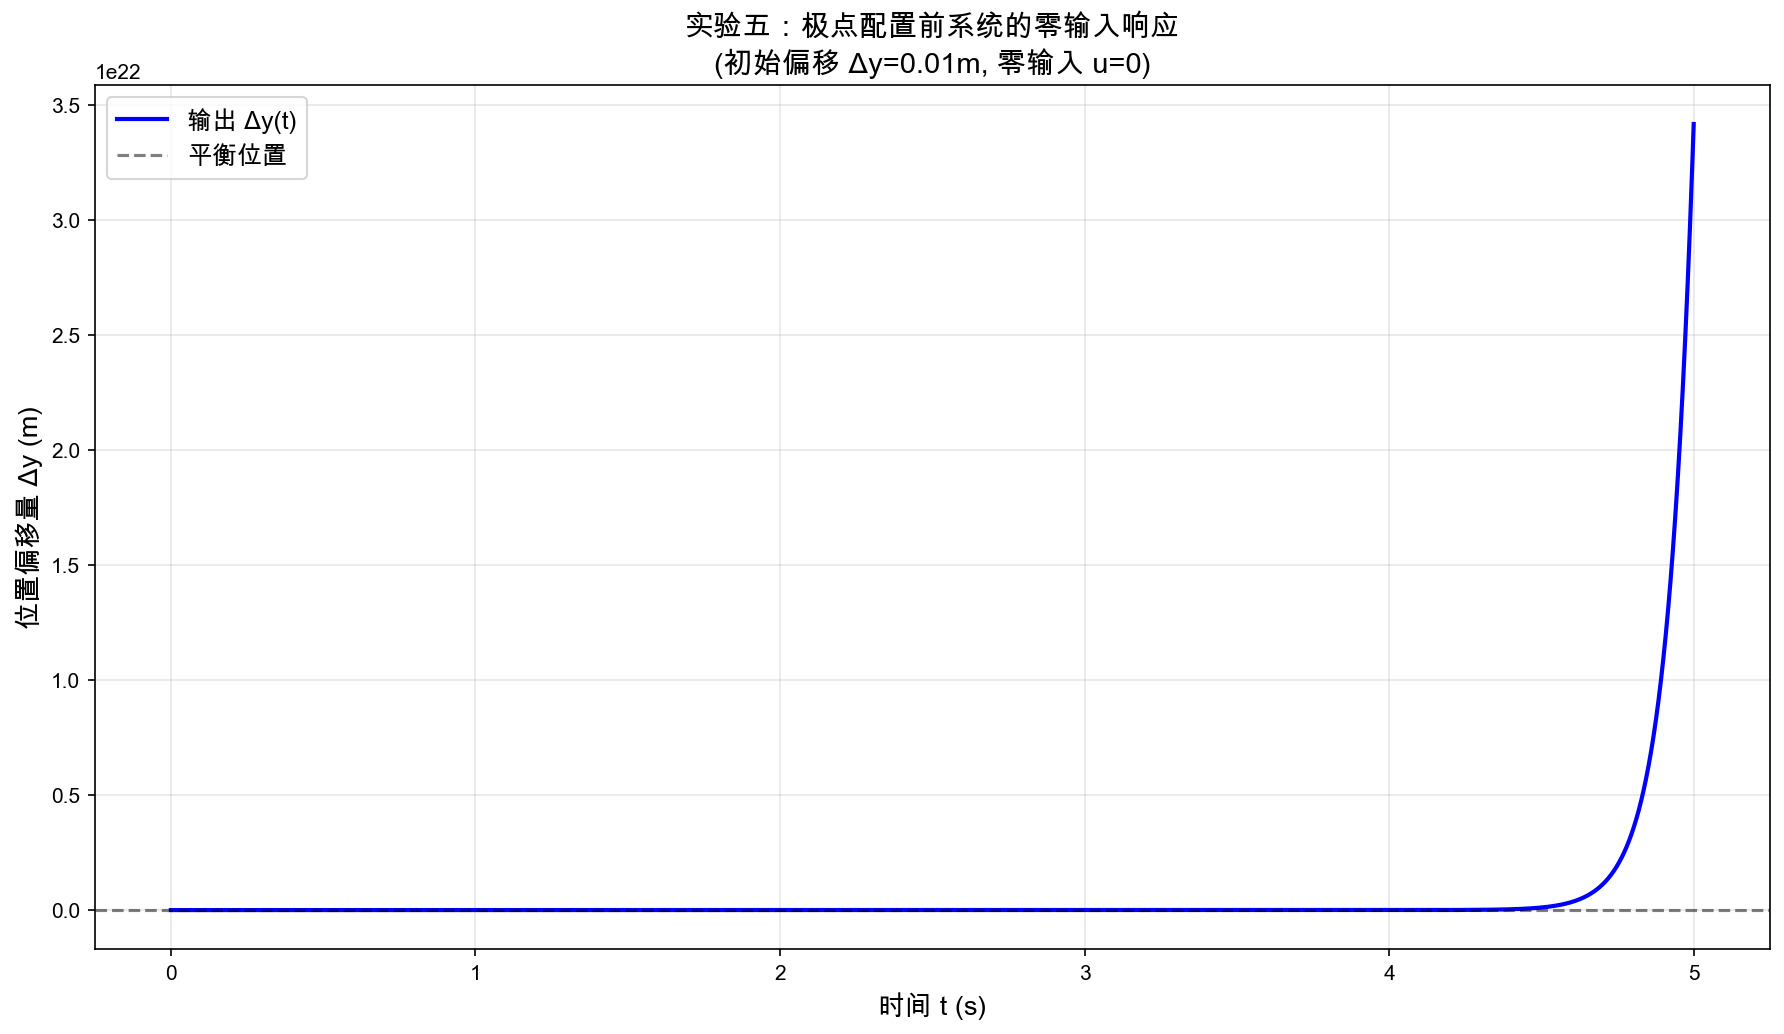 实验五：极点配置前系统的零输入响应
(初始偏移 Δy=0.01m, 零输入 u=0)
1e22
输出 Δy(t)
平衡位置
3.5
3.0
2.5
2.0
1.5
1.0
0.5
0.0
位置偏移量 Δy (m)
0 1 2 3 4 5
时间 t (s)